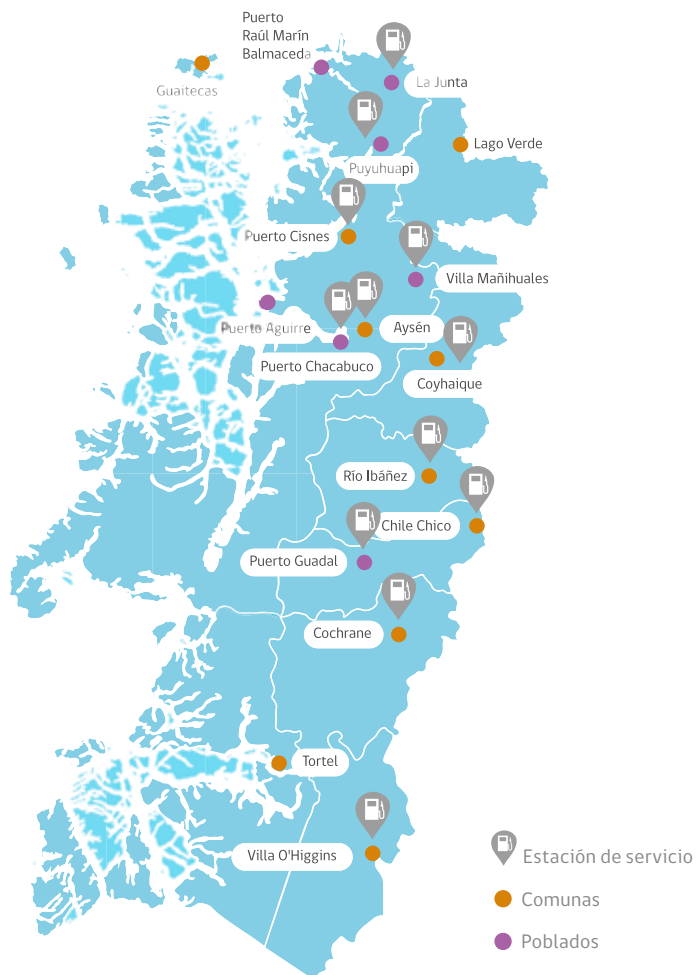 Puerto
Raúl Marín
Balmaceda
Guaitecas
La Junta
Lago Verde
Puyuhuapi
Puerto Cisnes
Villa Mañihuales
Puerto Aguirre
Aysén
Puerto Chacabuco
Coyhaique
Río Ibáñez
Chile Chico
Puerto Guadal
Cochrane
Tortel
Villa O'Higgins
Estación de servicio
Comunas
Poblados